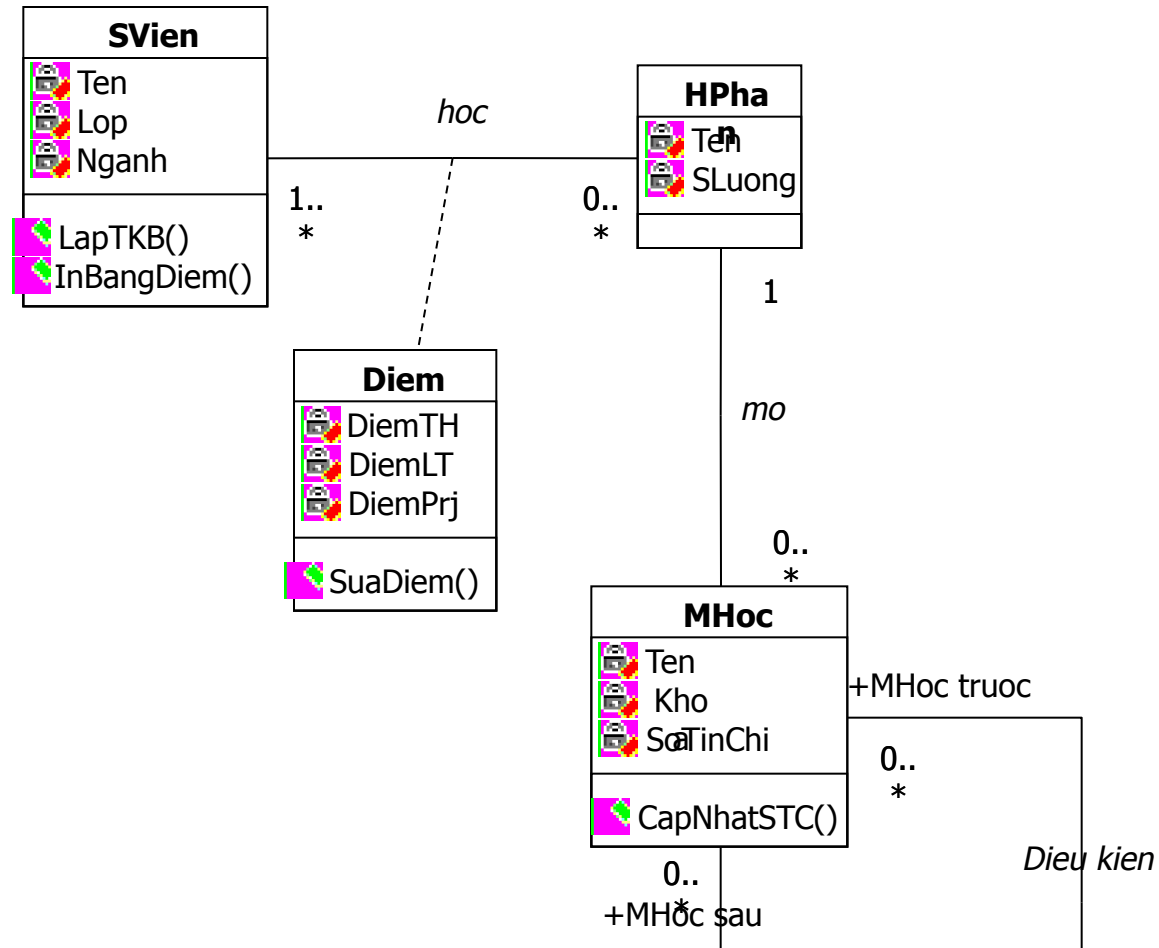 SVien
Ten
Lop
Nganh
LapTKB()
InBangDiem()
hoc
1..
*
0..
*
HPha
n
Ten
SLuong
1
mo
0..
*
Diem
DiemTH
DiemLT
DiemPrj
SuaDiem()
MHoc
Ten
Kho
a
SoTinChi
CapNhatSTC()
+MHoc truoc
0..
*
Dieu kien
0..
*
+MHoc sau